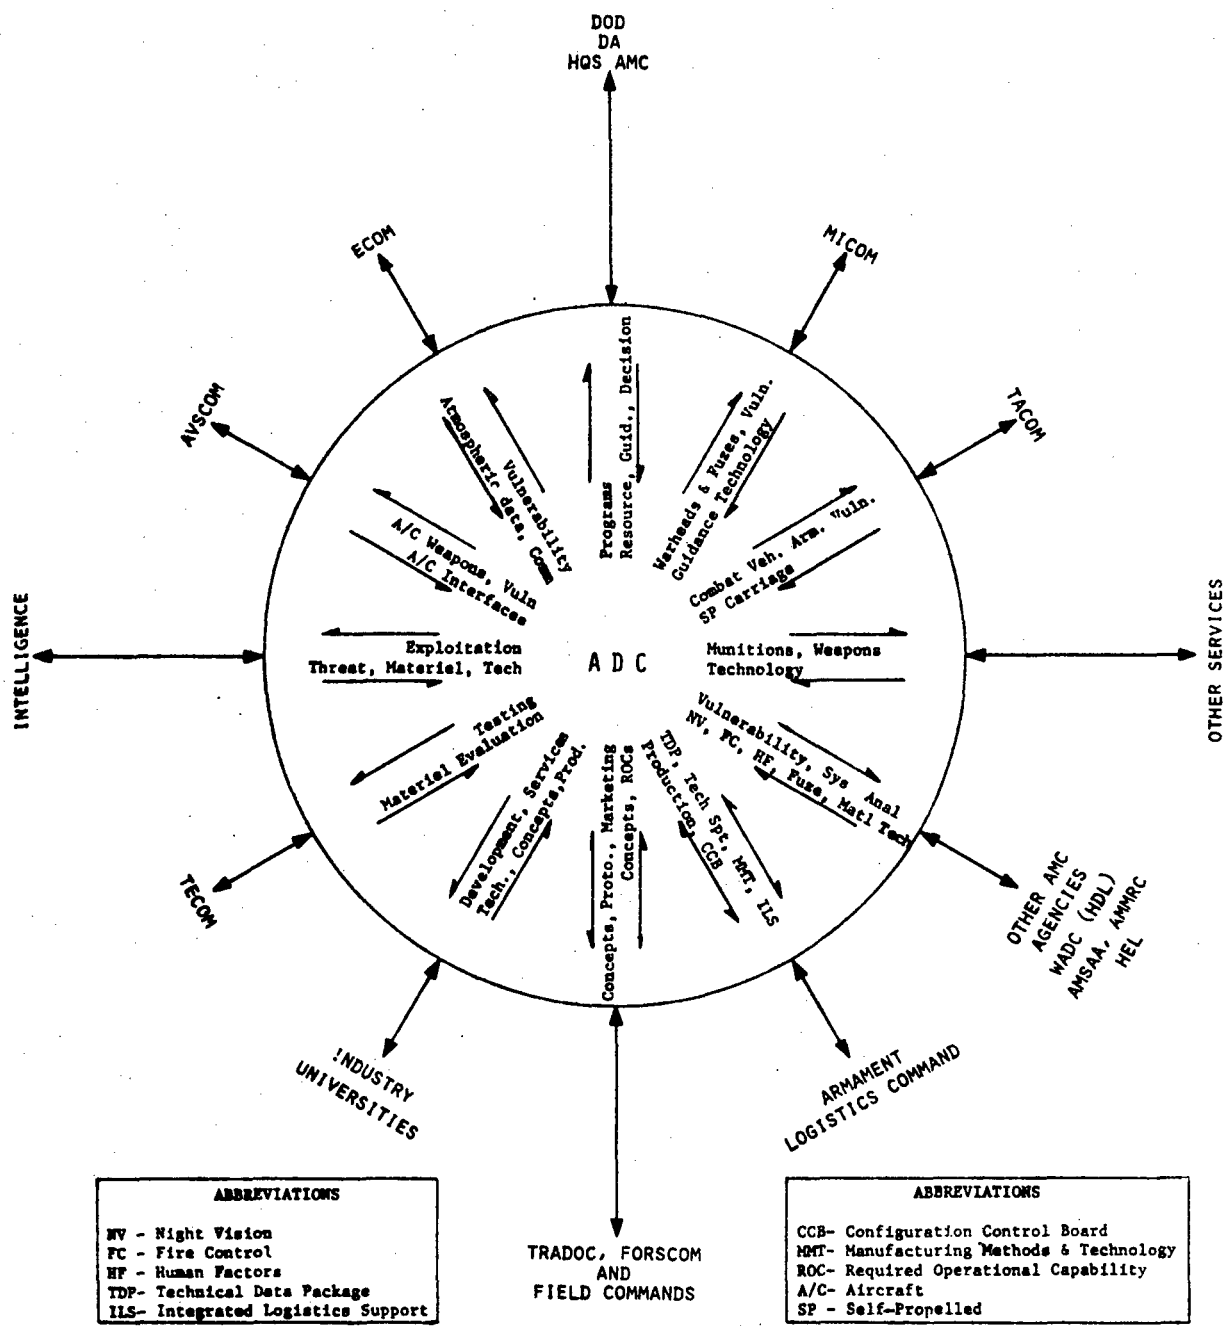 DOD
DA
HQS AMC
ECOM
MICOM
AVSCOM
TACOM
INTELLIGENCE
OTHER SERVICES
Programs
Resource, Guid., Decision
Warheads & Fuzes, Vuln.
Guidance Technology
Combat Veh. Arm. Vuln.
SP Carriage
Munitions, Weapons
Technology
Vulnerability, Sys Anal
NV, FC, HF, Fuze, Matl Tech
TDP, Tech Spt, MMT, ILS
Production, CCB
Concepts, Proto., Marketing
Concepts, ROCs
Development, Services
Tech., Concepts,Prod.
Testing
Materiel Evaluation
Exploitation
Threat, Materiel, Tech
A/C Weapons, Vuln
A/C Interfaces
Vulnerability
Atmospheric data, Comm
ADC
TECOM
OTHER AMC
AGENCIES
WADC (HDL)
AMSAA, AMMRC
HEL
INDUSTRY
UNIVERSITIES
ARMAMENT
LOGISTICS COMMAND
TRADOC, FORSCOM
AND
FIELD COMMANDS
ABBREVIATIONS
NV - Night Vision
FC - Fire Control
HF - Human Factors
TDP- Technical Data Package
ILS- Integrated Logistics Support
ABBREVIATIONS
CCB- Configuration Control Board
MMT- Manufacturing Methods & Technology
ROC- Required Operational Capability
A/C- Aircraft
SP - Self-Propelled